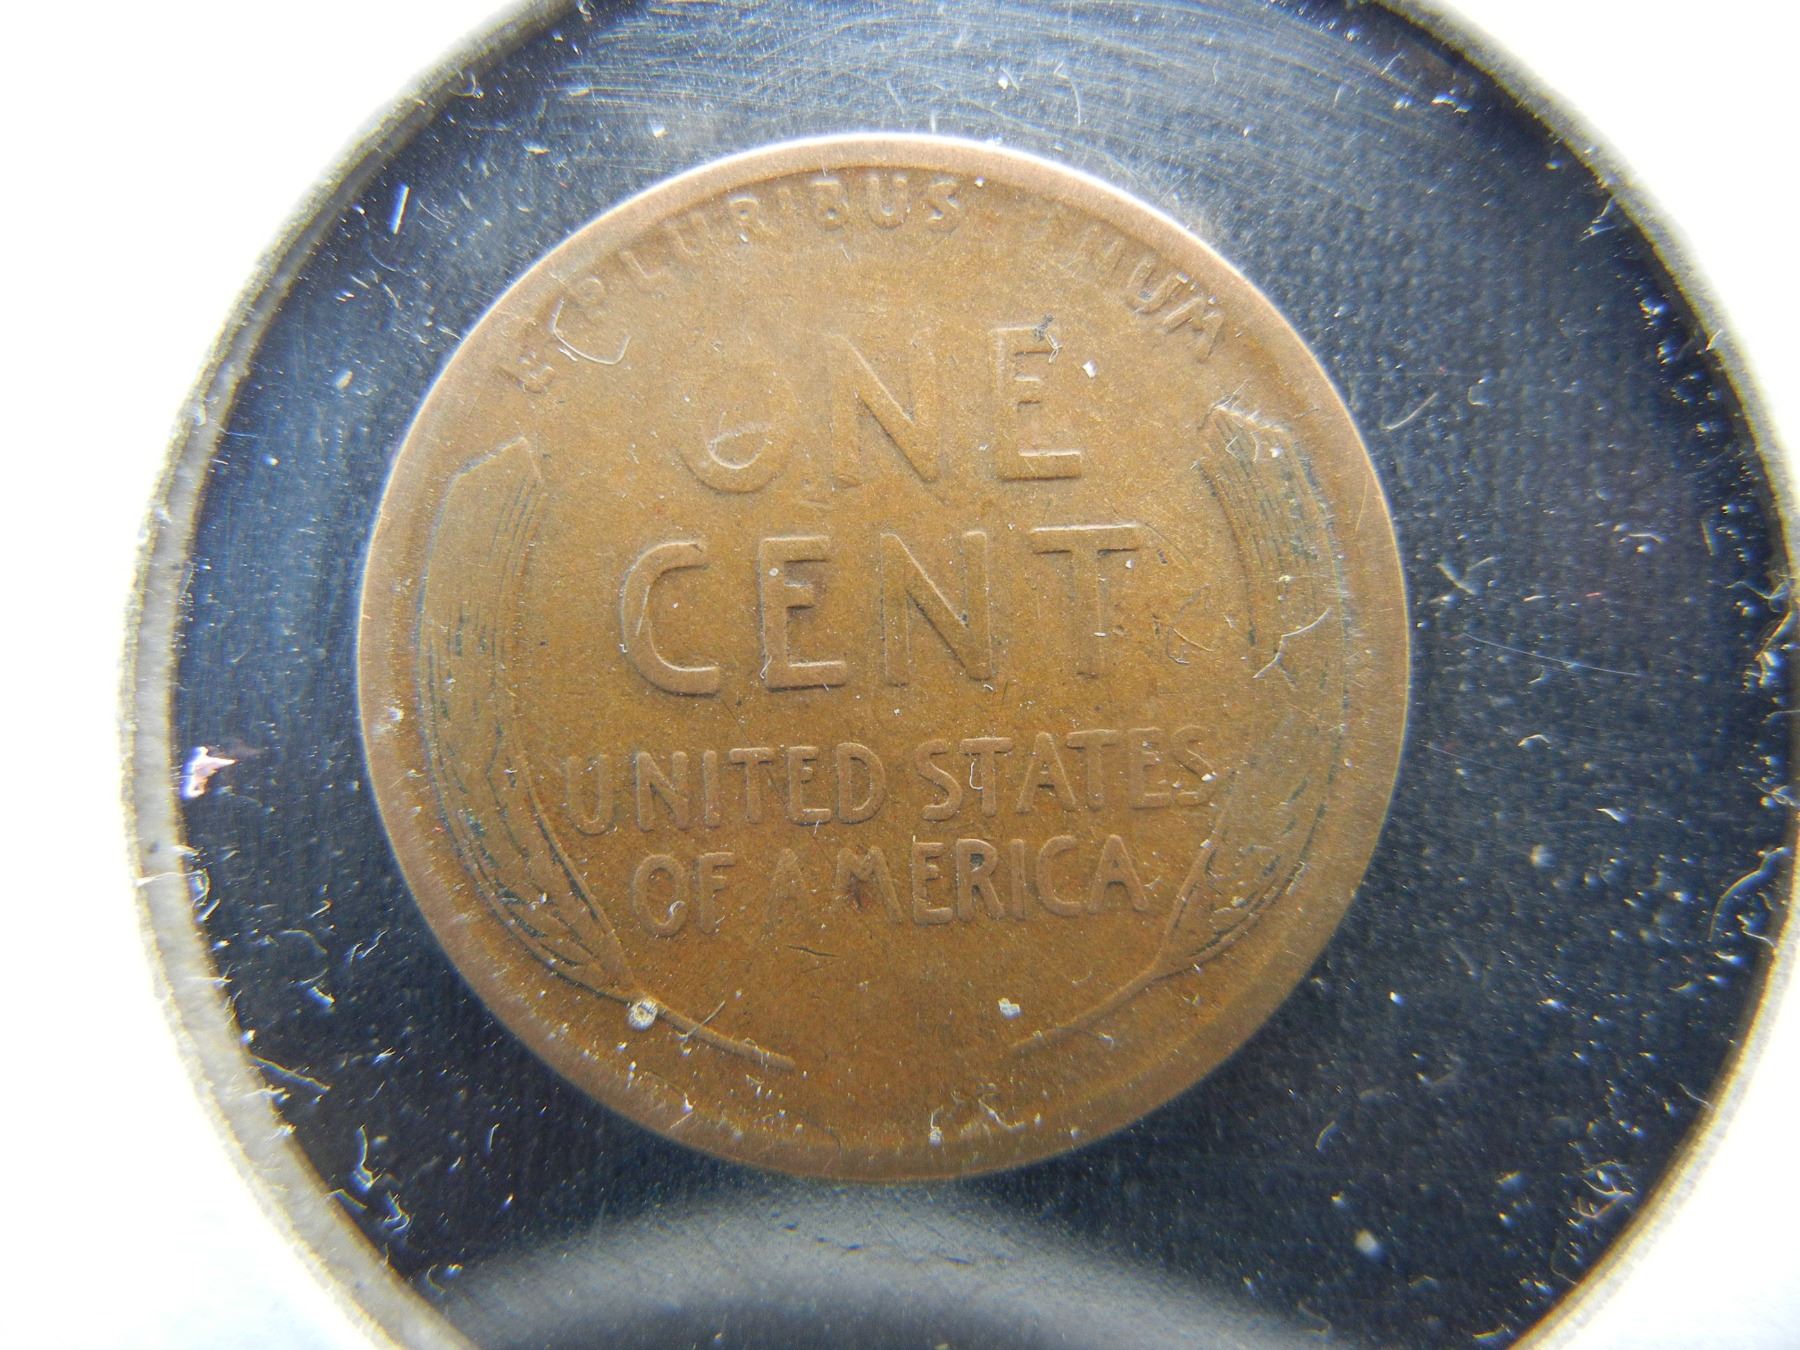 E PLURIBUS UNUM
ONE
CENT
UNITED STATES
OF AMERICA